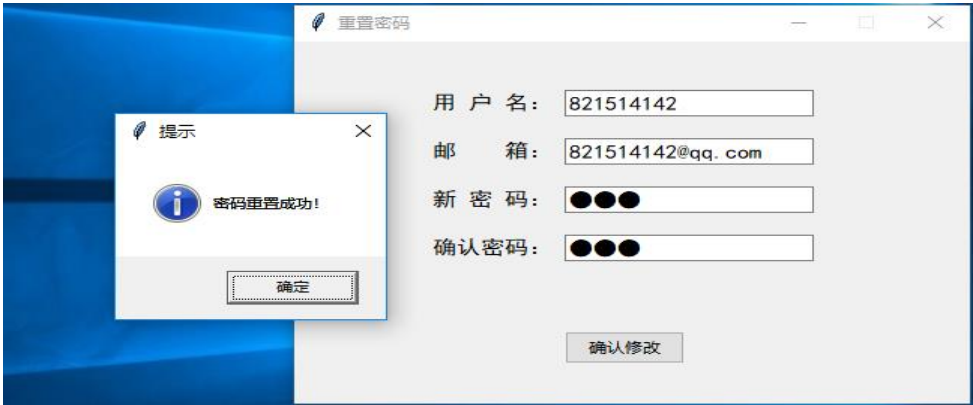 重置密码
用 户 名： 821514142
提示
邮 箱： 821514142@qq.com
密码重置成功！
新 密 码： ●●●
确认密码： ●●●
确定
确认修改